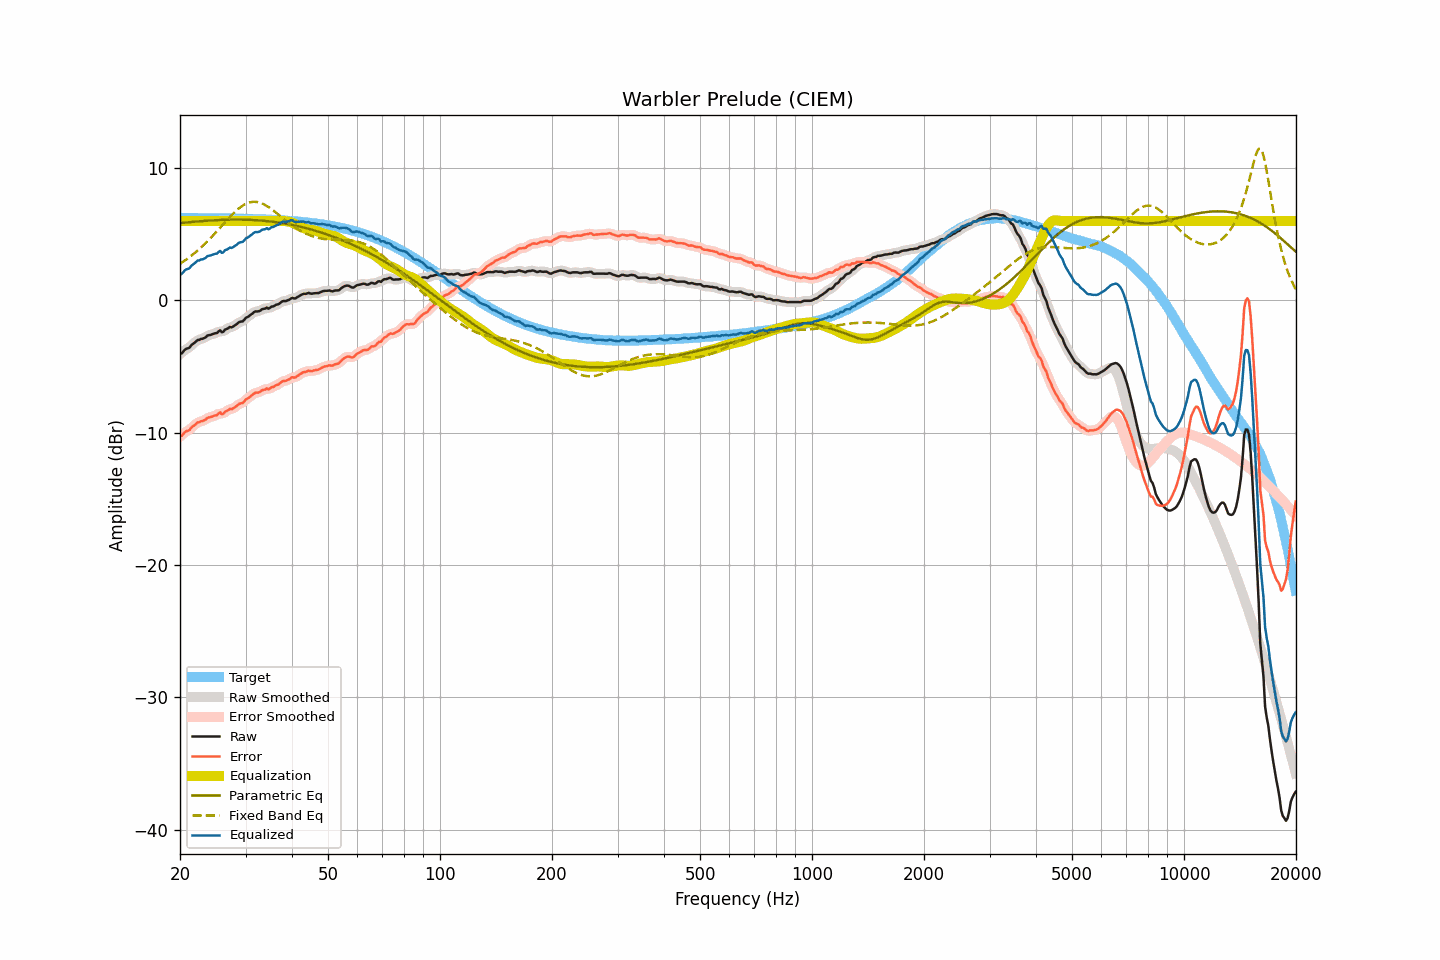 Warbler Prelude (CIEM)
Amplitude (dBr)
10
0
−10
−20
−30
−40
Target
Raw Smoothed
Error Smoothed
Raw
Error
Equalization
Parametric Eq
Fixed Band Eq
Equalized
20 50 100 200 500 1000 2000 5000 10000 20000
Frequency (Hz)